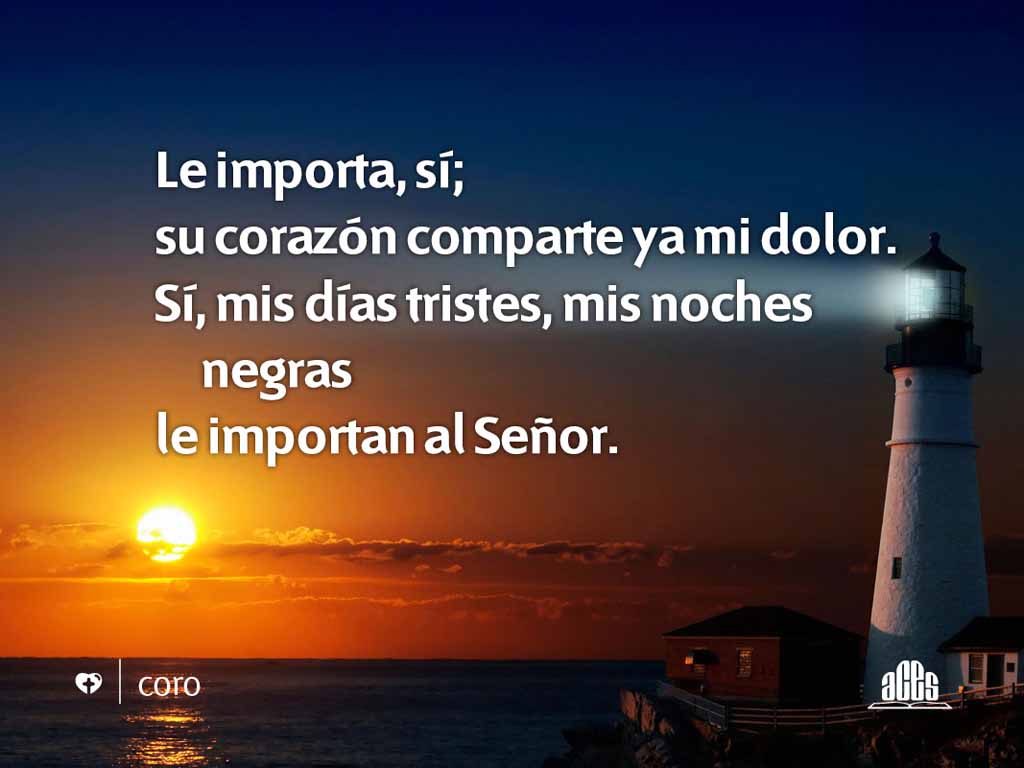 Le importa, sí;
su corazón comparte ya mi dolor.
Sí, mis días tristes, mis noches
negras
le importan al Señor.
coro
aces